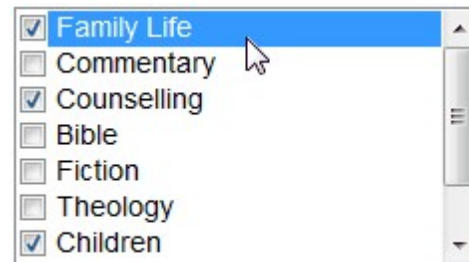 Family Life
Commentary
Counselling
Bible
Fiction
Theology
Children